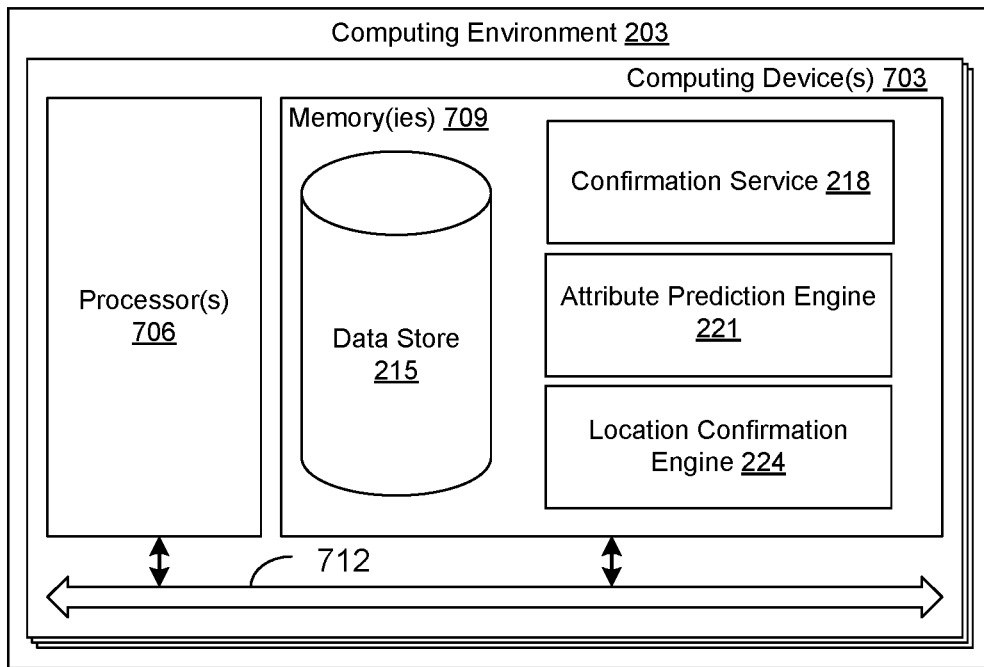 Computing Environment 203
Computing Device(s) 703
Processor(s)
706
Memory(ies) 709
Data Store
215
Confirmation Service 218
Attribute Prediction Engine
221
Location Confirmation
Engine 224
712